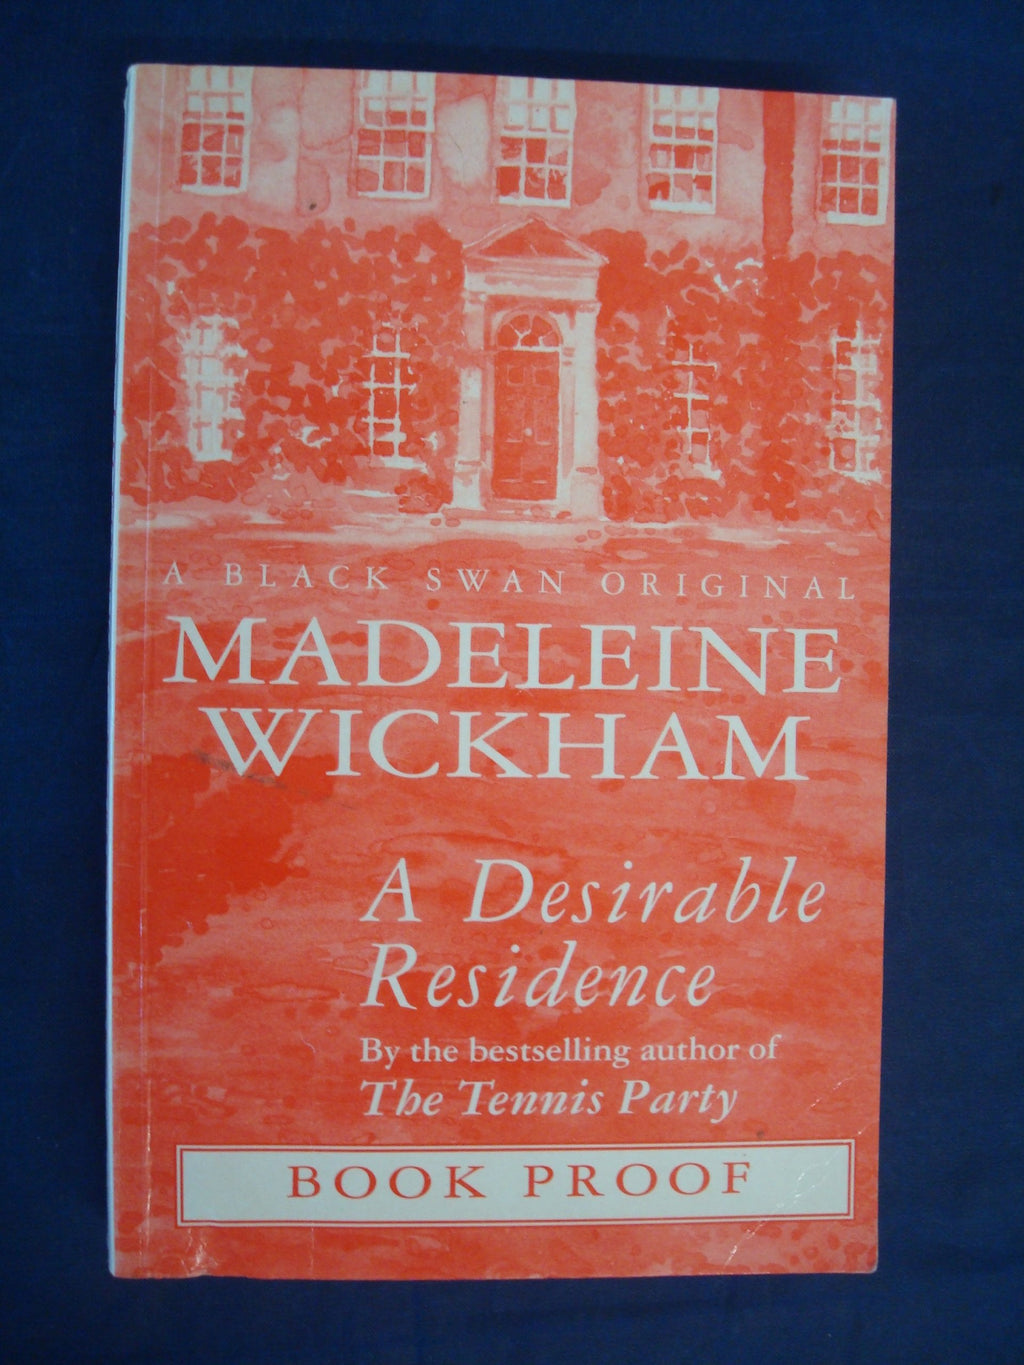 A BLACK SWAN ORIGINAL
MADELEINE
WICKHAM
A Desirable
Residence
By the bestselling author of
The Tennis Party
BOOK PROOF